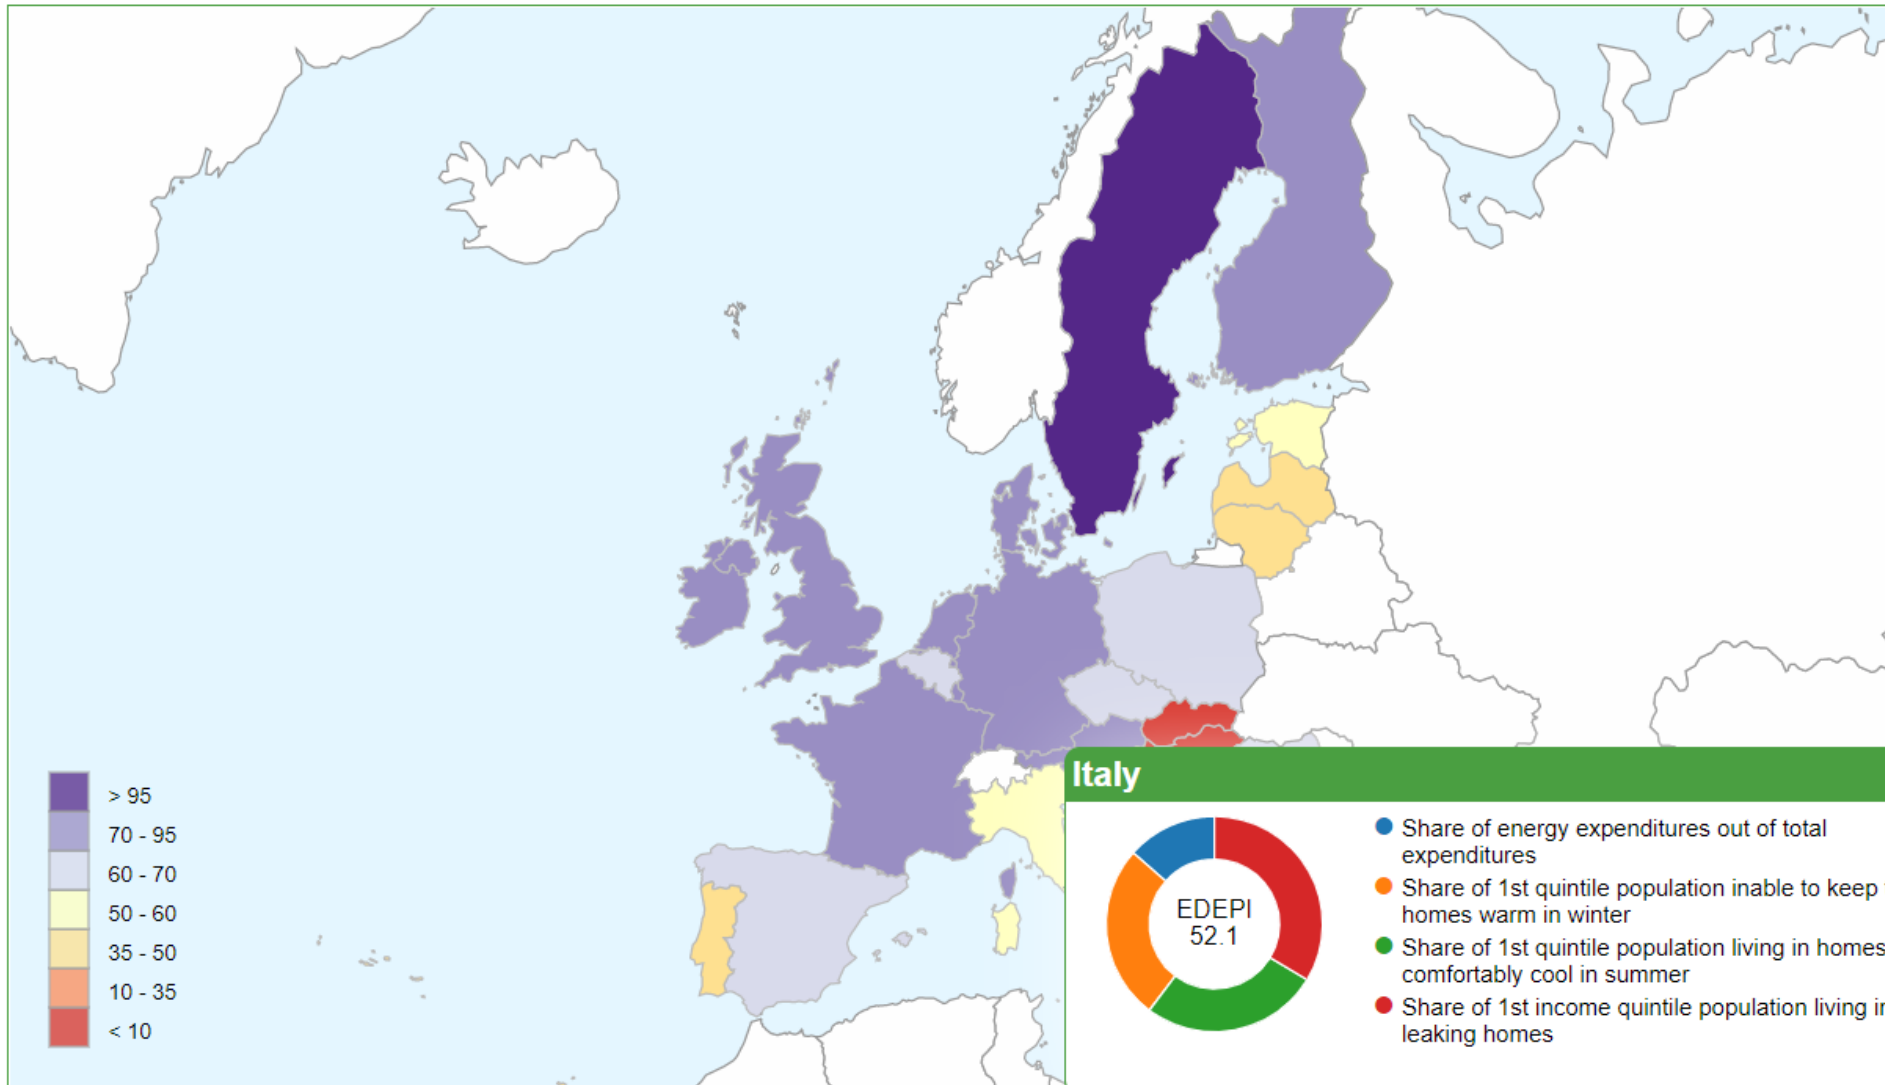 > 95
70 - 95
60 - 70
50 - 60
35 - 50
10 - 35
< 10
Italy
EDEPI
52.1
Share of energy expenditures out of total
expenditures
Share of 1st quintile population inable to keep
homes warm in winter
Share of 1st quintile population living in homes
comfortably cool in summer
Share of 1st income quintile population living in
leaking homes